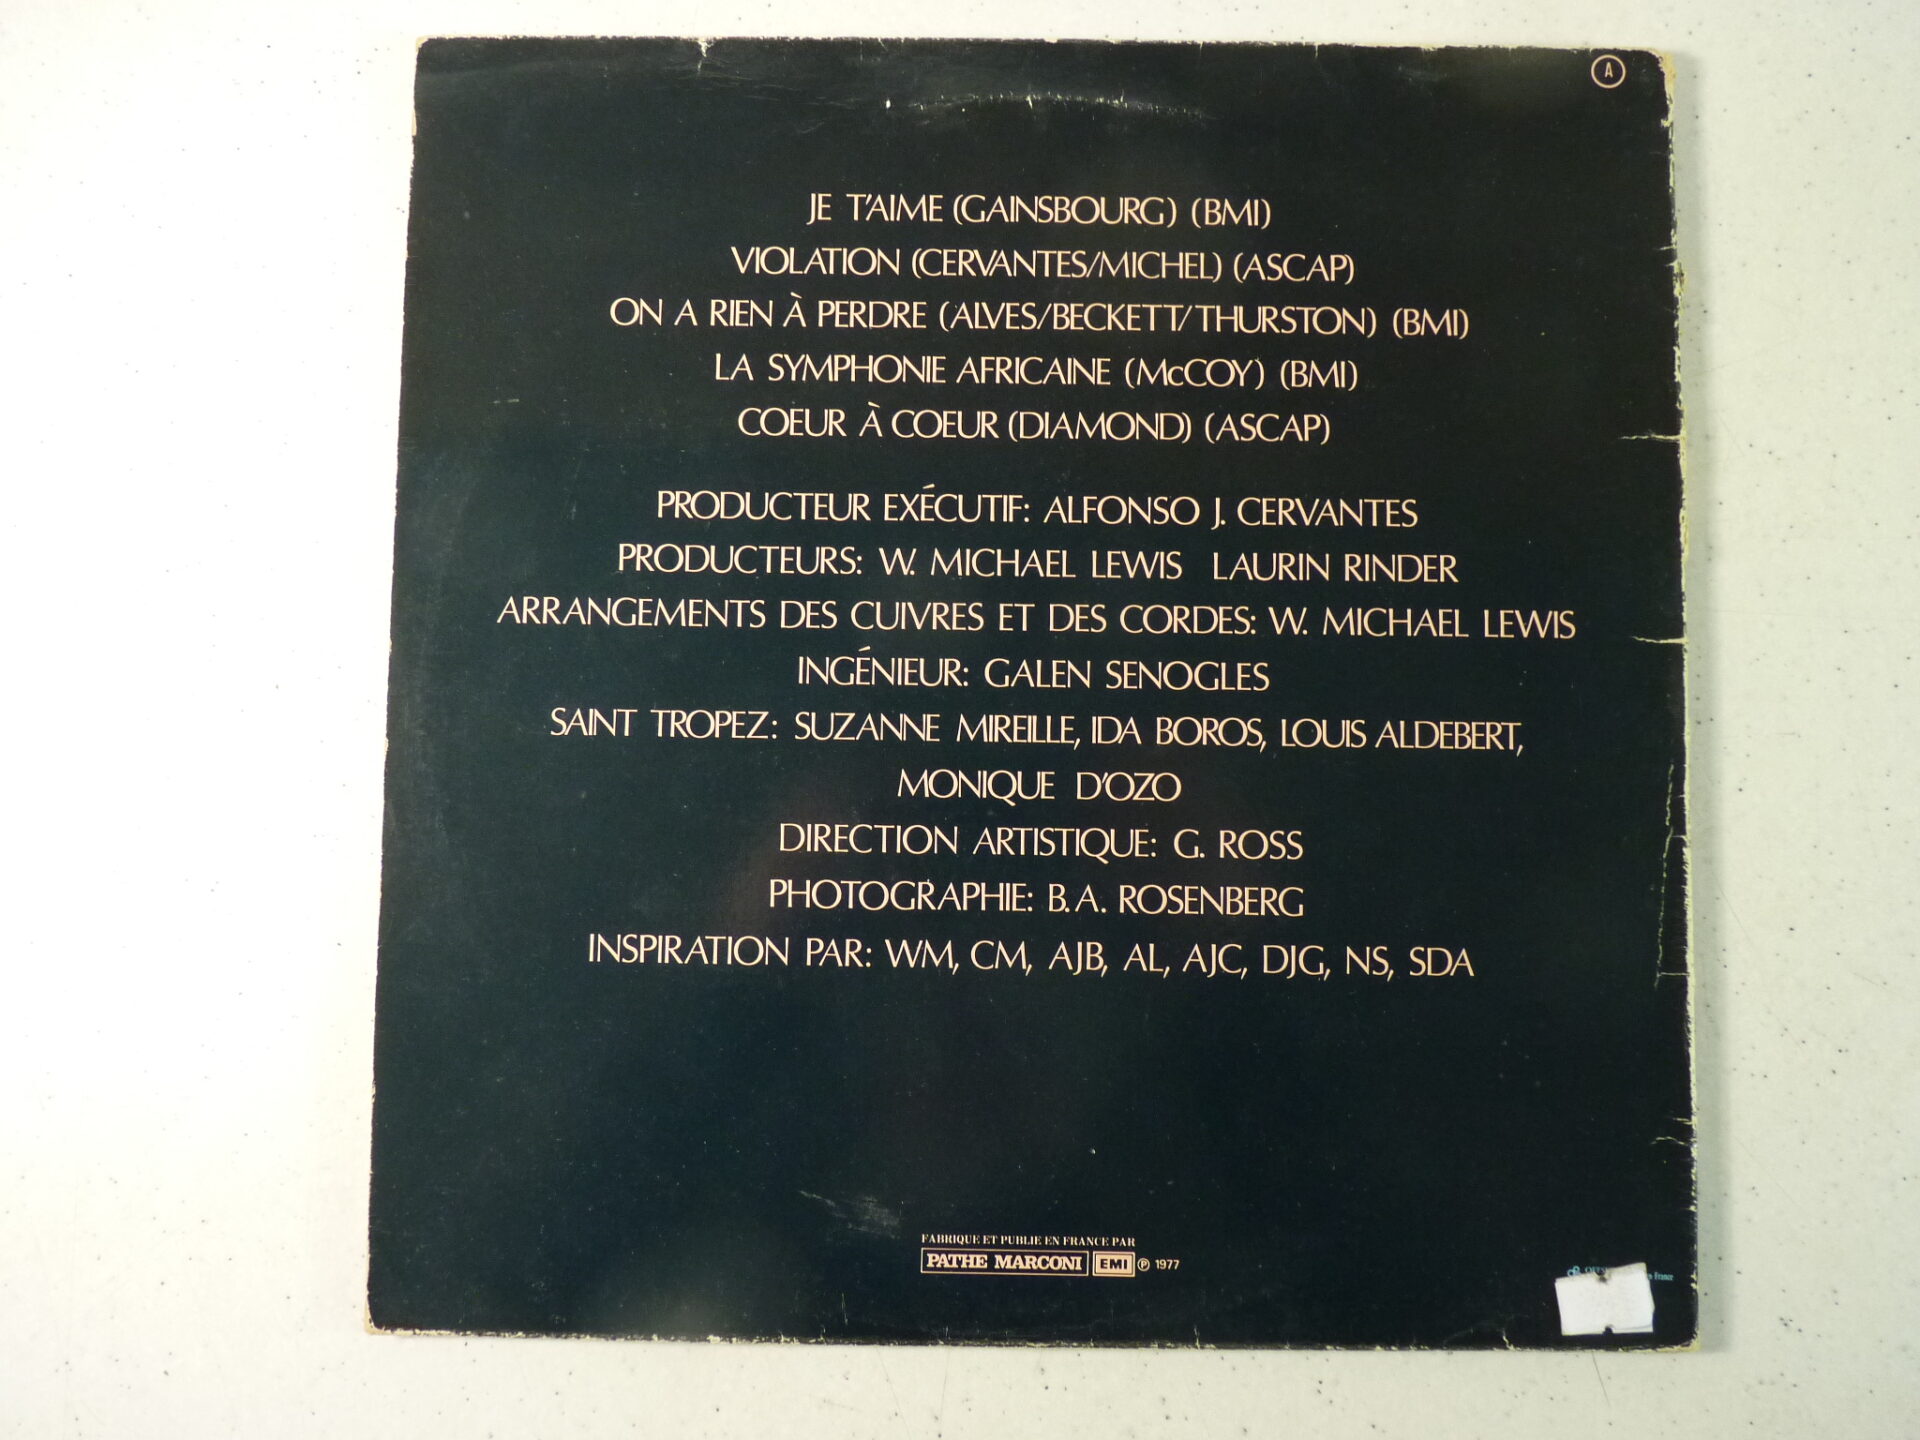 A
JE T'AIME (GAINSBOURG) (BMI)
VIOLATION (CERVANTES/MICHEL) (ASCAP)
ON A RIEN À PERDRE (ALVES/BECKETT/THURSTON) (BMI)
LA SYMPHONIE AFRICAINE (McCOY) (BMI)
COEUR À COEUR (DIAMOND) (ASCAP)
PRODUCTEUR EXÉCUTIF: ALFONSO J. CERVANTES
PRODUCTEURS: W. MICHAEL LEWIS LAURIN RINDER
ARRANGEMENTS DES CUIVRES ET DES CORDES: W. MICHAEL LEWIS
INGÉNIEUR: GALEN SENOGLES
SAINT TROPEZ: SUZANNE MIREILLE, IDA BOROS, LOUIS ALDEBERT,
MONIQUE D'OZO
DIRECTION ARTISTIQUE: G. ROSS
PHOTOGRAPHIE: B.A. ROSENBERG
INSPIRATION PAR: WM, CM, AJB, AL, AJC, DJG, NS, SDA
FABRIQUE ET PUBLIE EN FRANCE PAR
PATHE MARCONI EMI ℗ 1977
France